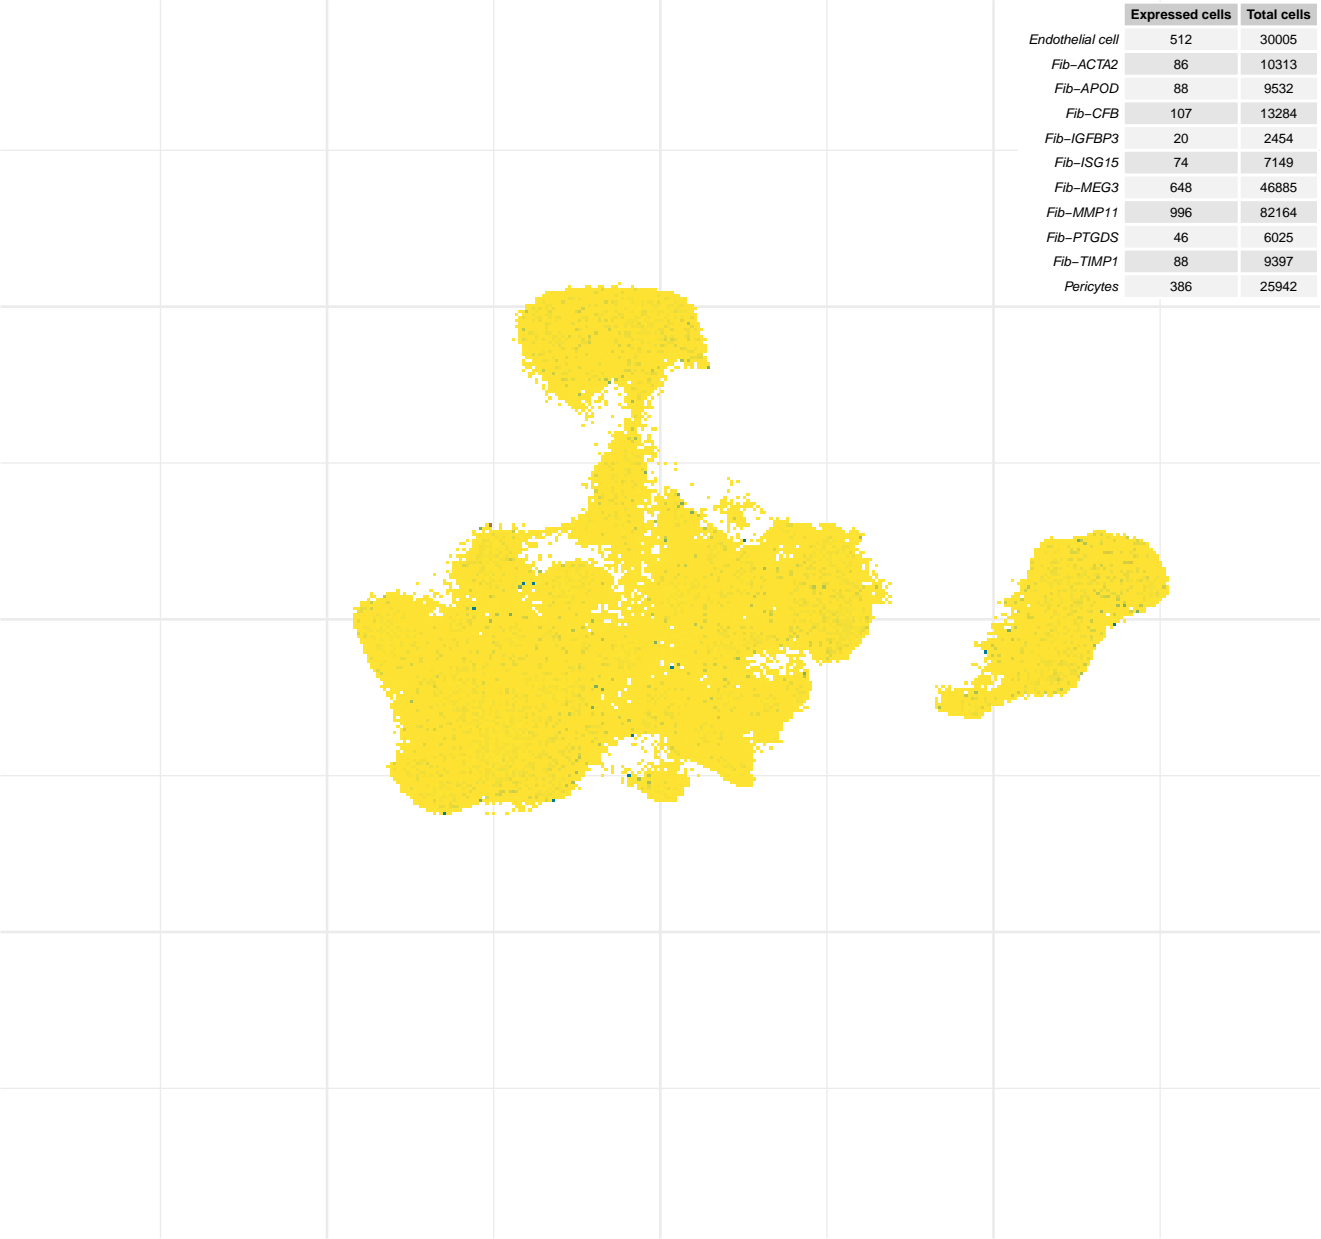 Expressed cells Total cells
Endothelial cell 512 30005
Fib−ACTA2 86 10313
Fib−APOD 88 9532
Fib−CFB 107 13284
Fib−IGFBP3 20 2454
Fib−ISG15 74 7149
Fib−MEG3 648 46885
Fib−MMP11 996 82164
Fib−PTGDS 46 6025
Fib−TIMP1 88 9397
Pericytes 386 25942